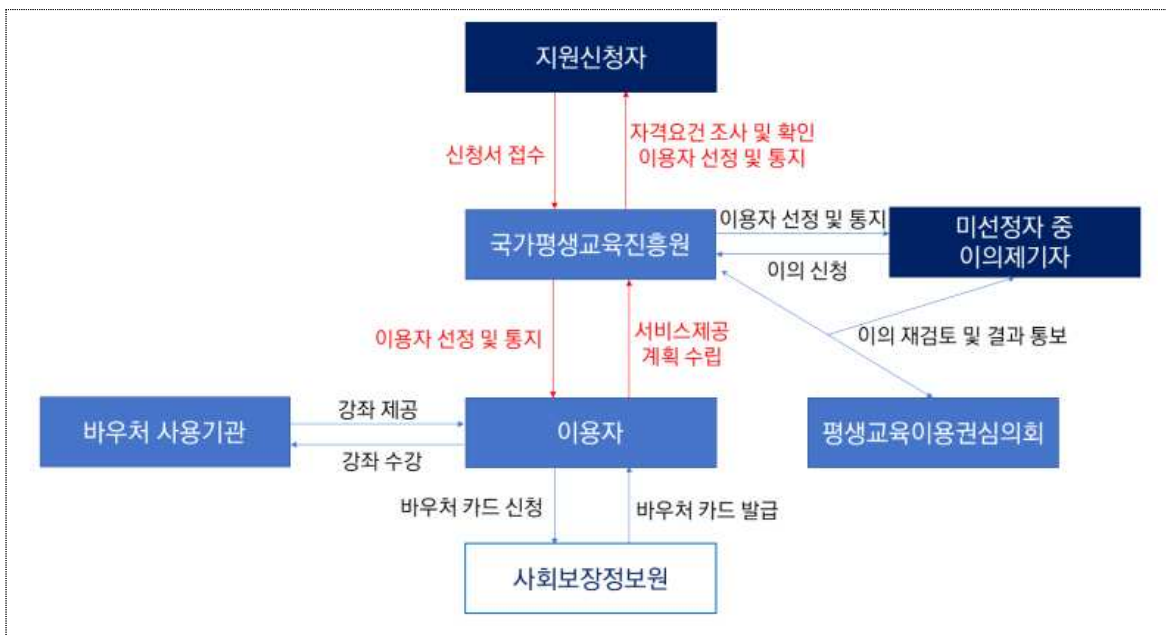 지원신청자
신청서 접수
자격요건 조사 및 확인
이용자 선정 및 통지
국가평생교육진흥원
이용자 선정 및 통지
이의 신청
미선정자 중
이의제기자
이용자 선정 및 통지
서비스제공
계획 수립
이의 재검토 및 결과 통보
바우처 사용기관
강좌 제공
강좌 수강
이용자
평생교육이용권심의회
바우처 카드 신청
바우처 카드 발급
사회보장정보원